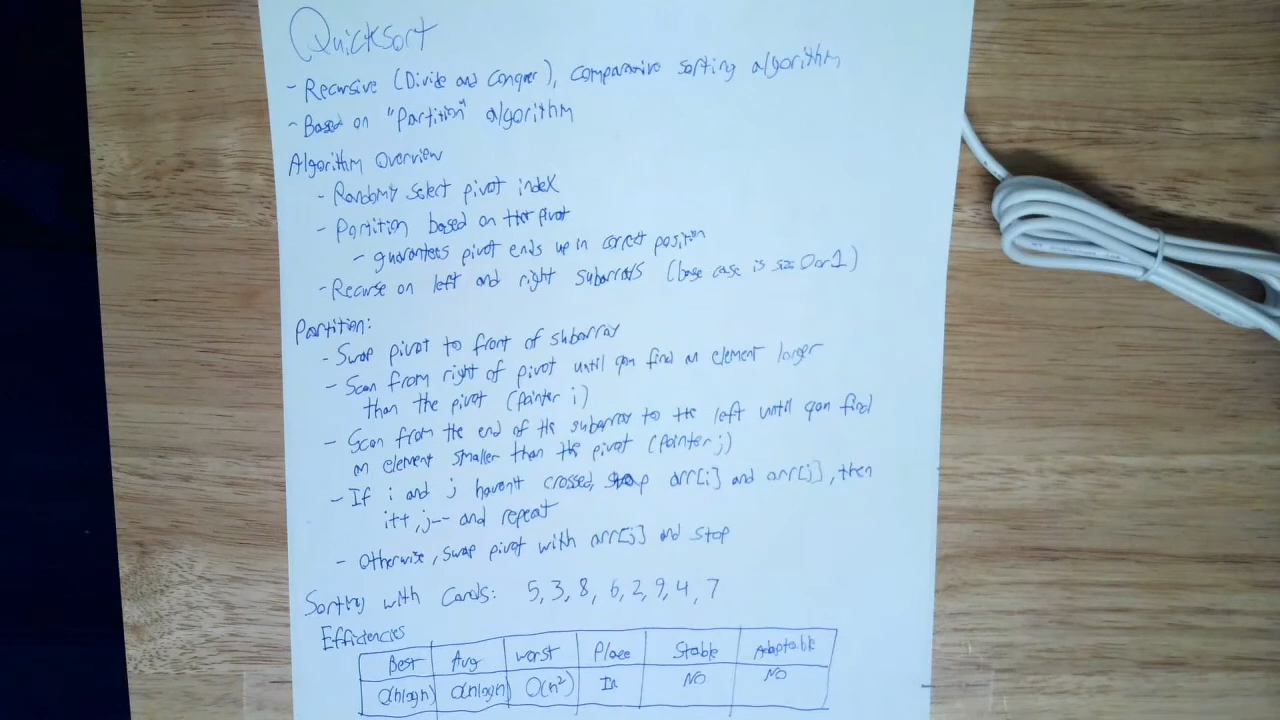 Quicksort
- Recursive (Divide and Conquer), comparative sorting algorithm
- Based on "Partition" algorithm
Algorithm Overview
- Randomly select pivot index
- Partition based on the pivot
- guarantees pivot ends up in correct position
- Recurse on left and right subarrays (base case is size 0 or 1)
Partition:
- Swap pivot to front of subarray
- Scan from right of pivot until you find an element larger
than the pivot (pointer i)
- Scan from the end of the subarray to the left until you find
an element smaller than the pivot (pointer j)
- If i and j haven't crossed, swap arr[i] and arr[j], then
i++, j-- and repeat
- Otherwise, swap pivot with arr[j] and stop
Sorting with Cards: 5, 3, 8, 6, 2, 9, 4, 7
Efficiencies
Best Avg worst Place Stable Adaptable
O(nlogn) O(nlogn) O(n²) In NO NO